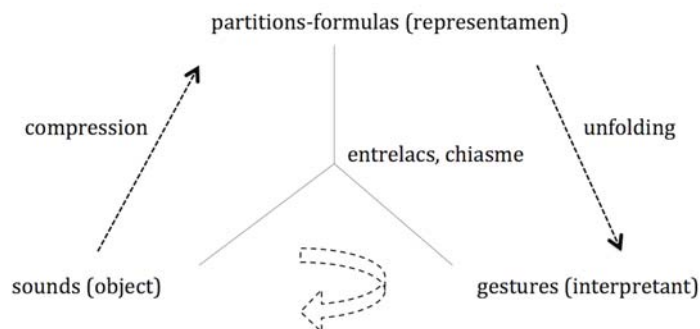 partitions-formulas (representamen)
compression
unfolding
entrelacs, chiasme
sounds (object)
gestures (interpretant)